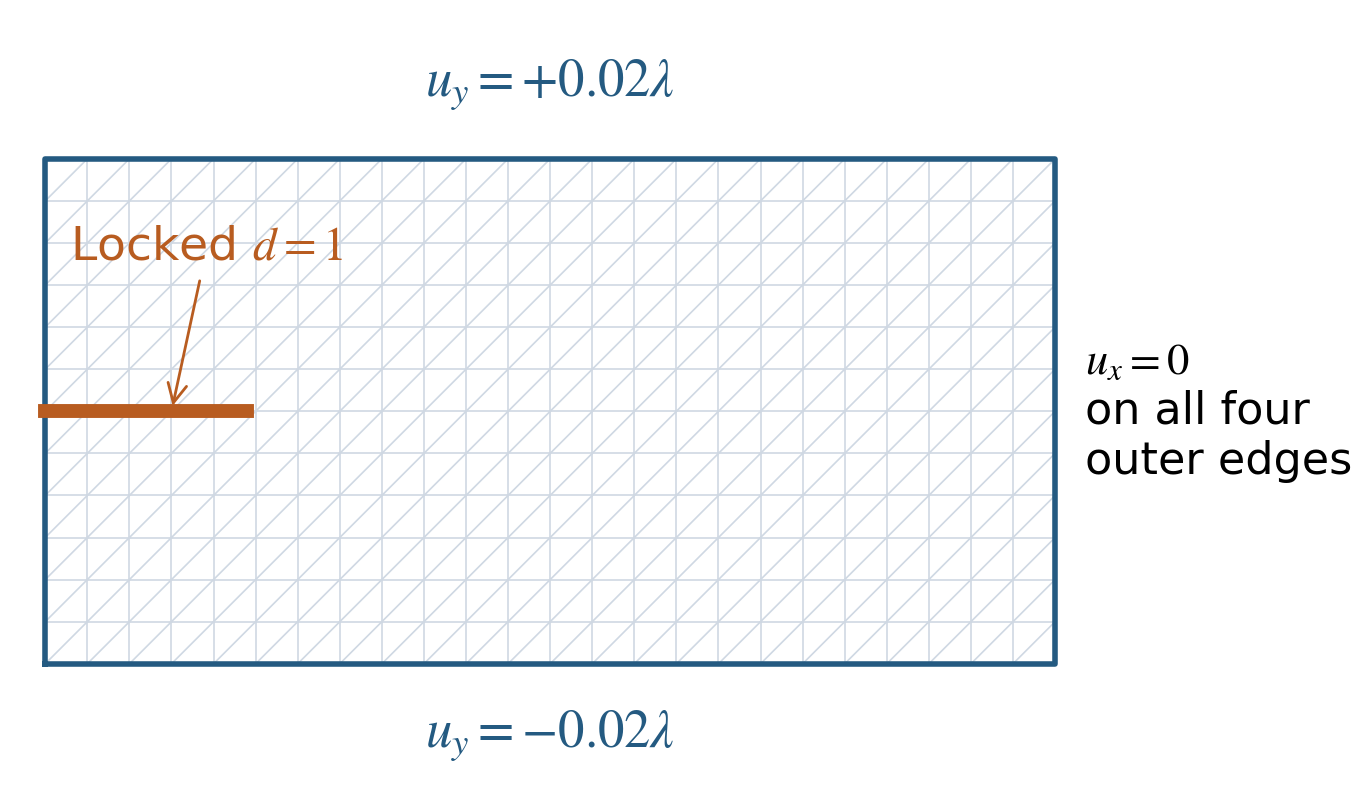 u_y = +0.02λ
Locked d = 1
u_x = 0
on all four
outer edges
u_y = −0.02λ